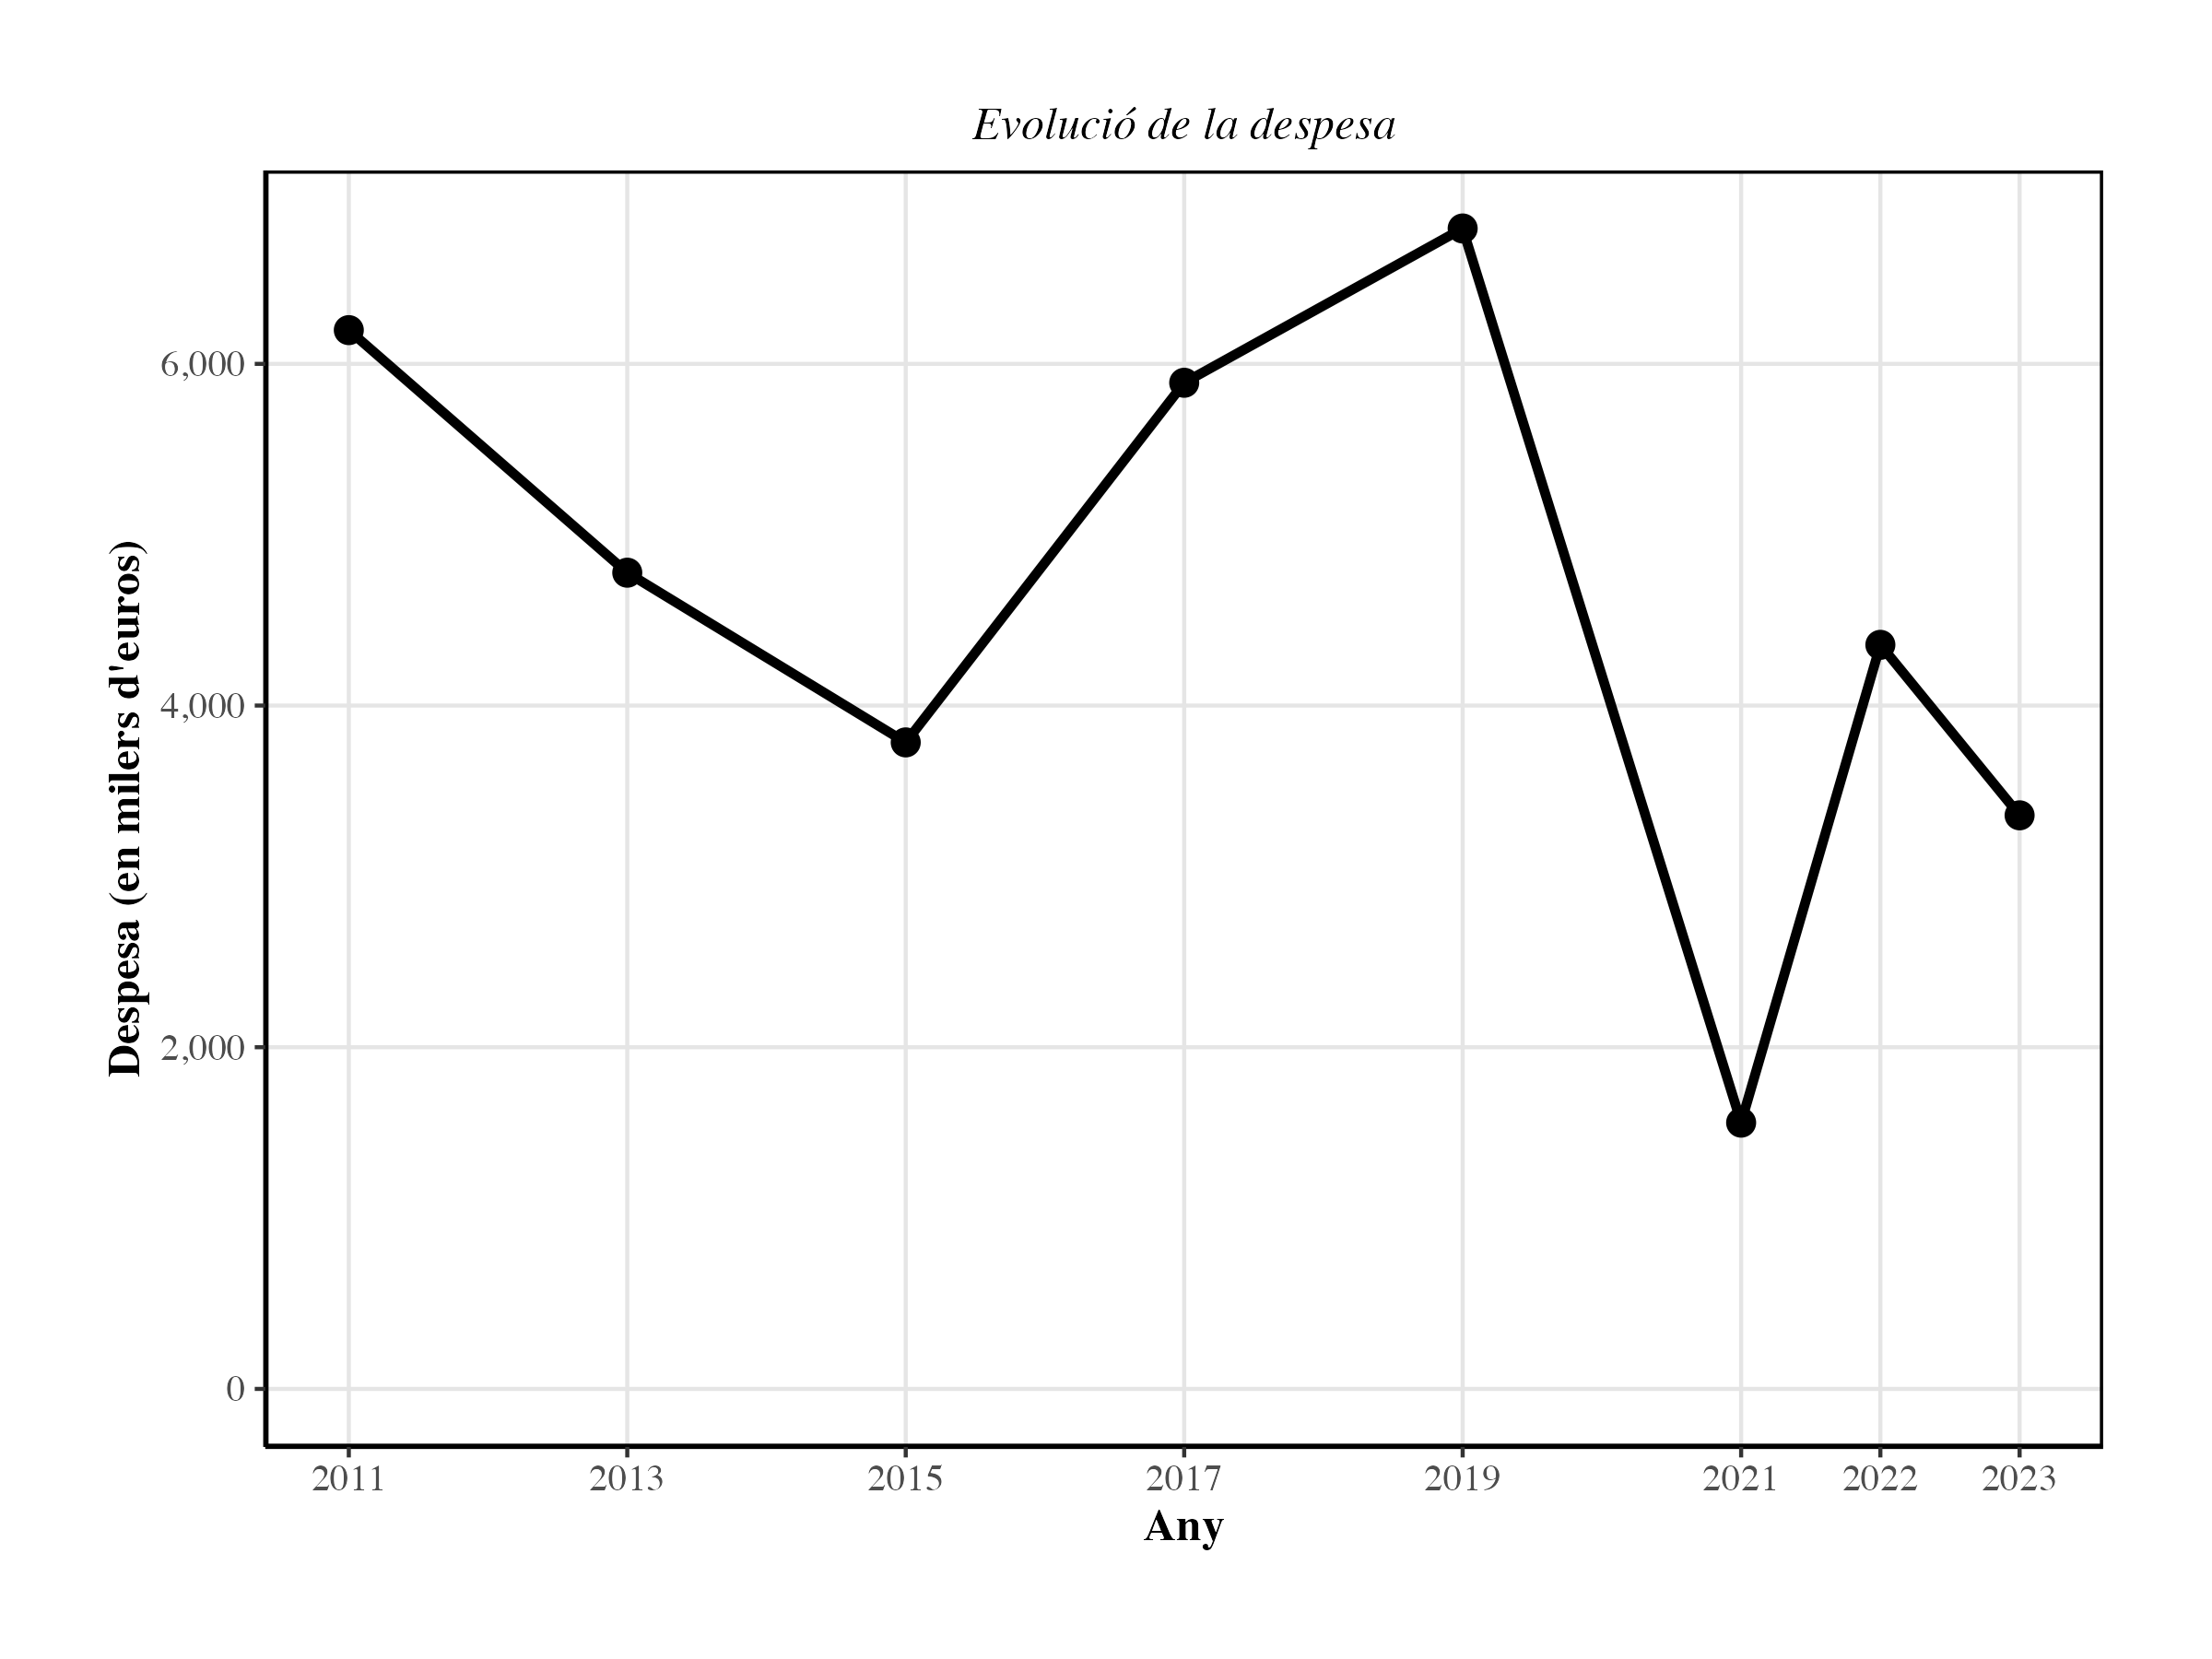 Evolució de la despesa
Despesa (en milers d'euros)
6,000
4,000
2,000
0
2011 2013 2015 2017 2019 2021 2022 2023
Any